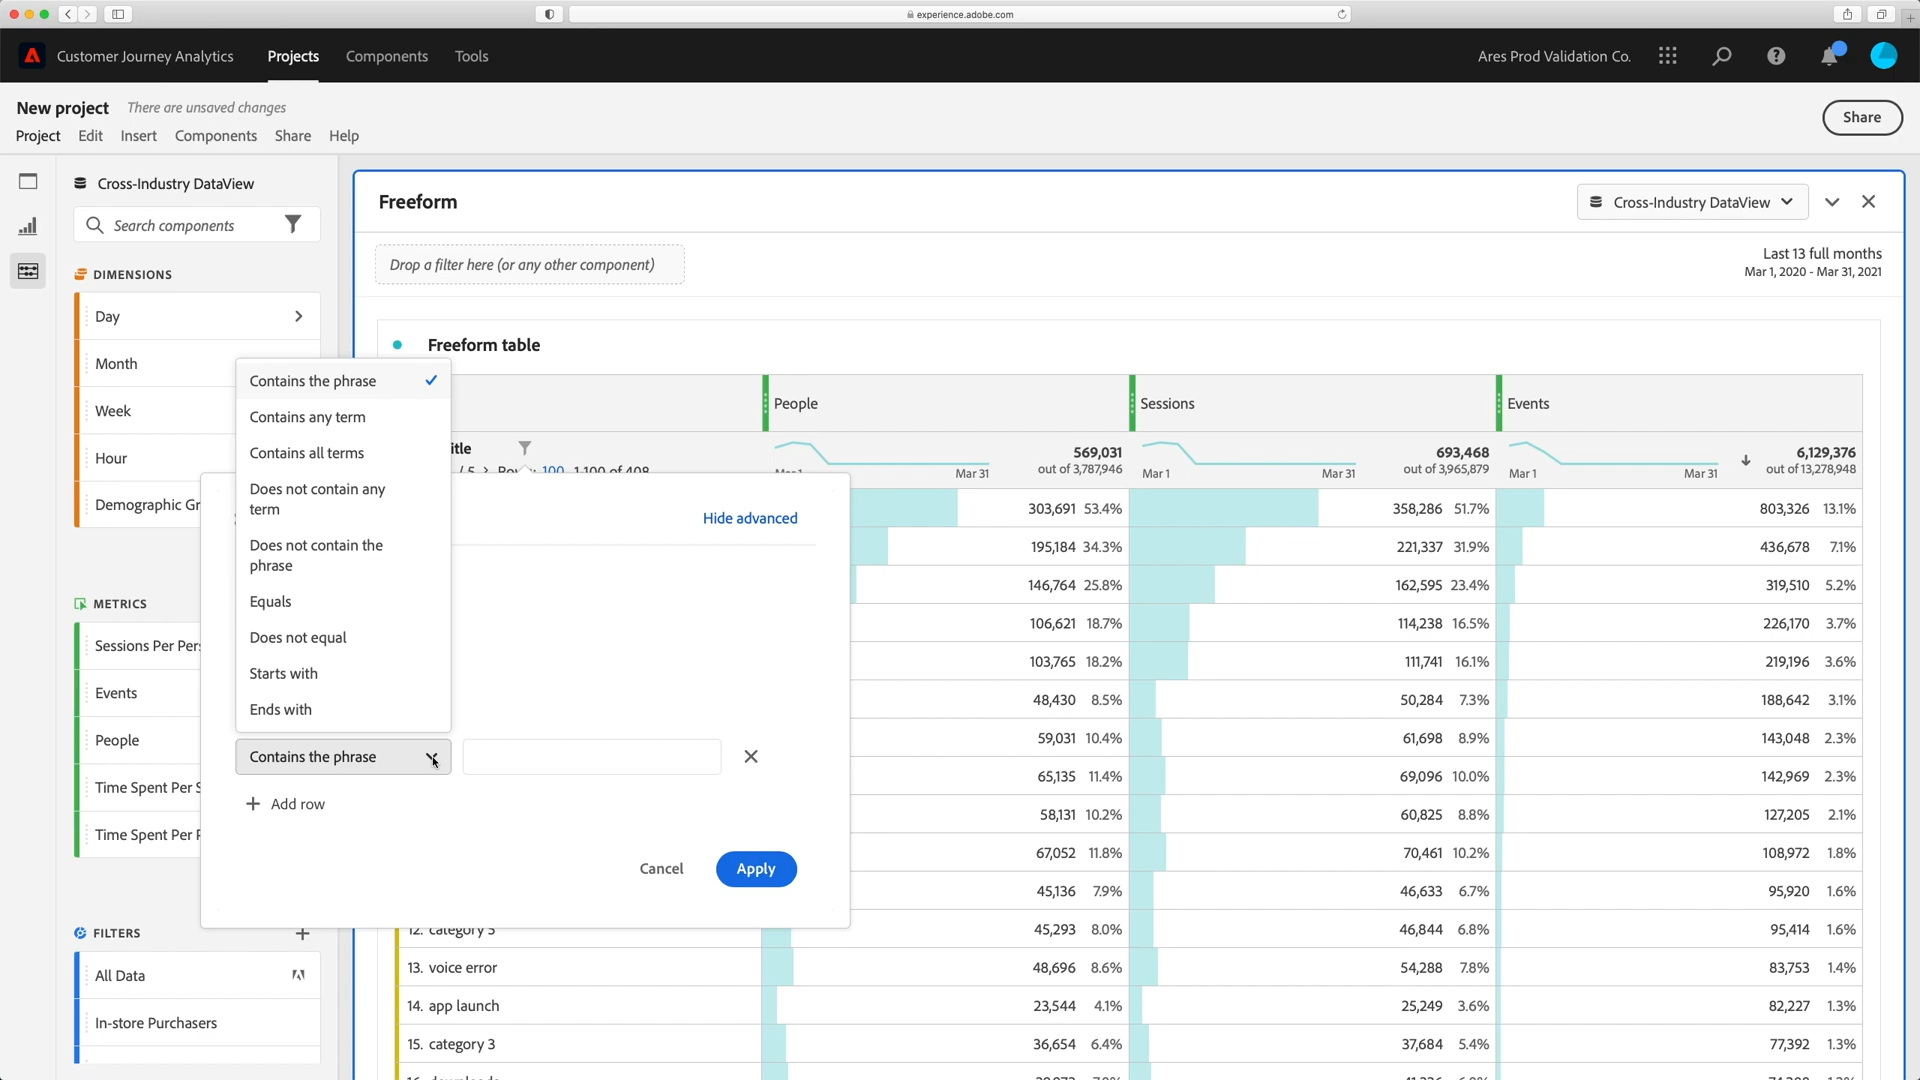 experience.adobe.com
Customer Journey Analytics
Projects
Components
Tools
Ares Prod Validation Co.
New project There are unsaved changes
Project Edit Insert Components Share Help
Share
Cross-Industry DataView
Search components
DIMENSIONS
Day
Month
Week
Hour
Demographic Gr
METRICS
Sessions Per Pers
Events
People
Time Spent Per S
Time Spent Per P
FILTERS
All Data
In-store Purchasers
Freeform
Cross-Industry DataView
Drop a filter here (or any other component)
Last 13 full months
Mar 1, 2020 - Mar 31, 2021
Freeform table
People Sessions Events
itle
/ 5 > Rows: 100 1-100 of 408
Mar 1 Mar 31 569,031 out of 3,787,946
Mar 1 Mar 31 693,468 out of 3,965,879
Mar 1 Mar 31 6,129,376 out of 13,278,948
Contains the phrase
Contains any term
Contains all terms
Does not contain any
term
Does not contain the
phrase
Equals
Does not equal
Starts with
Ends with
Hide advanced
Contains the phrase
Add row
Cancel
Apply
303,691 53.4% 358,286 51.7% 803,326 13.1%
195,184 34.3% 221,337 31.9% 436,678 7.1%
146,764 25.8% 162,595 23.4% 319,510 5.2%
106,621 18.7% 114,238 16.5% 226,170 3.7%
103,765 18.2% 111,741 16.1% 219,196 3.6%
48,430 8.5% 50,284 7.3% 188,642 3.1%
59,031 10.4% 61,698 8.9% 143,048 2.3%
65,135 11.4% 69,096 10.0% 142,969 2.3%
58,131 10.2% 60,825 8.8% 127,205 2.1%
67,052 11.8% 70,461 10.2% 108,972 1.8%
45,136 7.9% 46,633 6.7% 95,920 1.6%
12. category 5 45,293 8.0% 46,844 6.8% 95,414 1.6%
13. voice error 48,696 8.6% 54,288 7.8% 83,753 1.4%
14. app launch 23,544 4.1% 25,249 3.6% 82,227 1.3%
15. category 3 36,654 6.4% 37,684 5.4% 77,392 1.3%